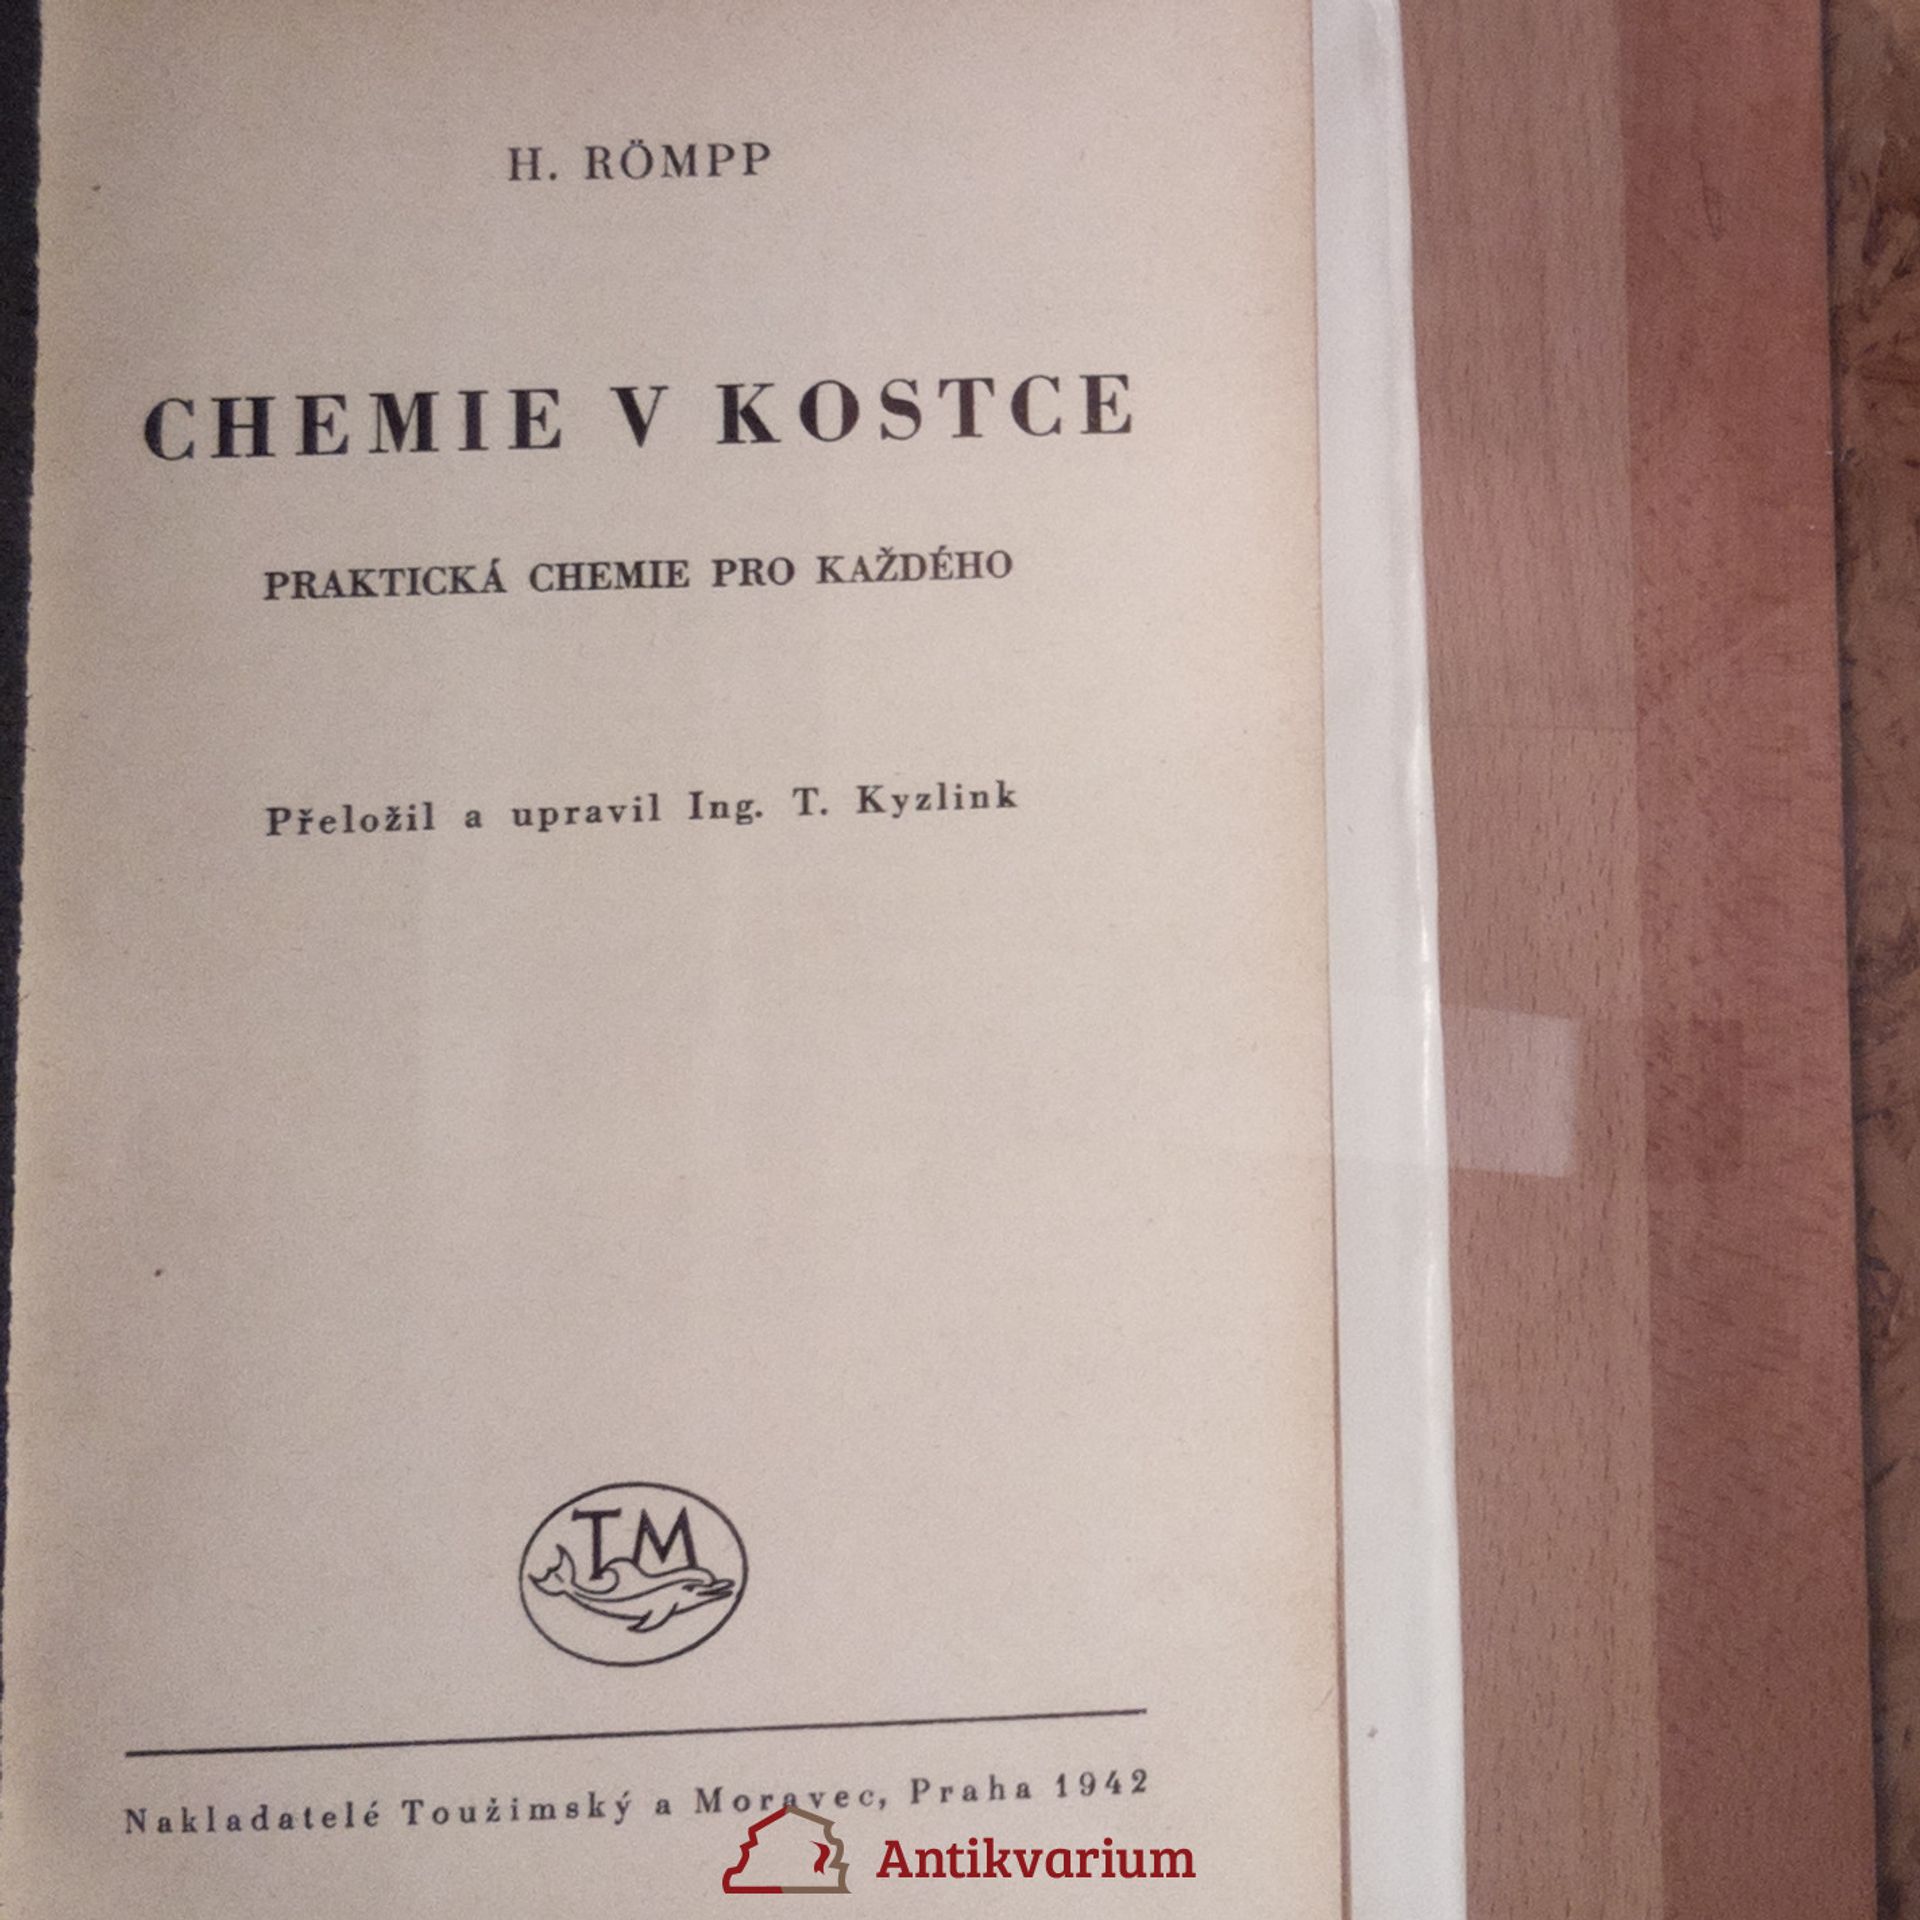 H. RÖMPP
CHEMIE V KOSTCE
PRAKTICKÁ CHEMIE PRO KAŽDÉHO
Přeložil a upravil Ing. T. Kyzlink
TM
Nakladatelé Toužimský a Moravec, Praha 1942
Antikvarium